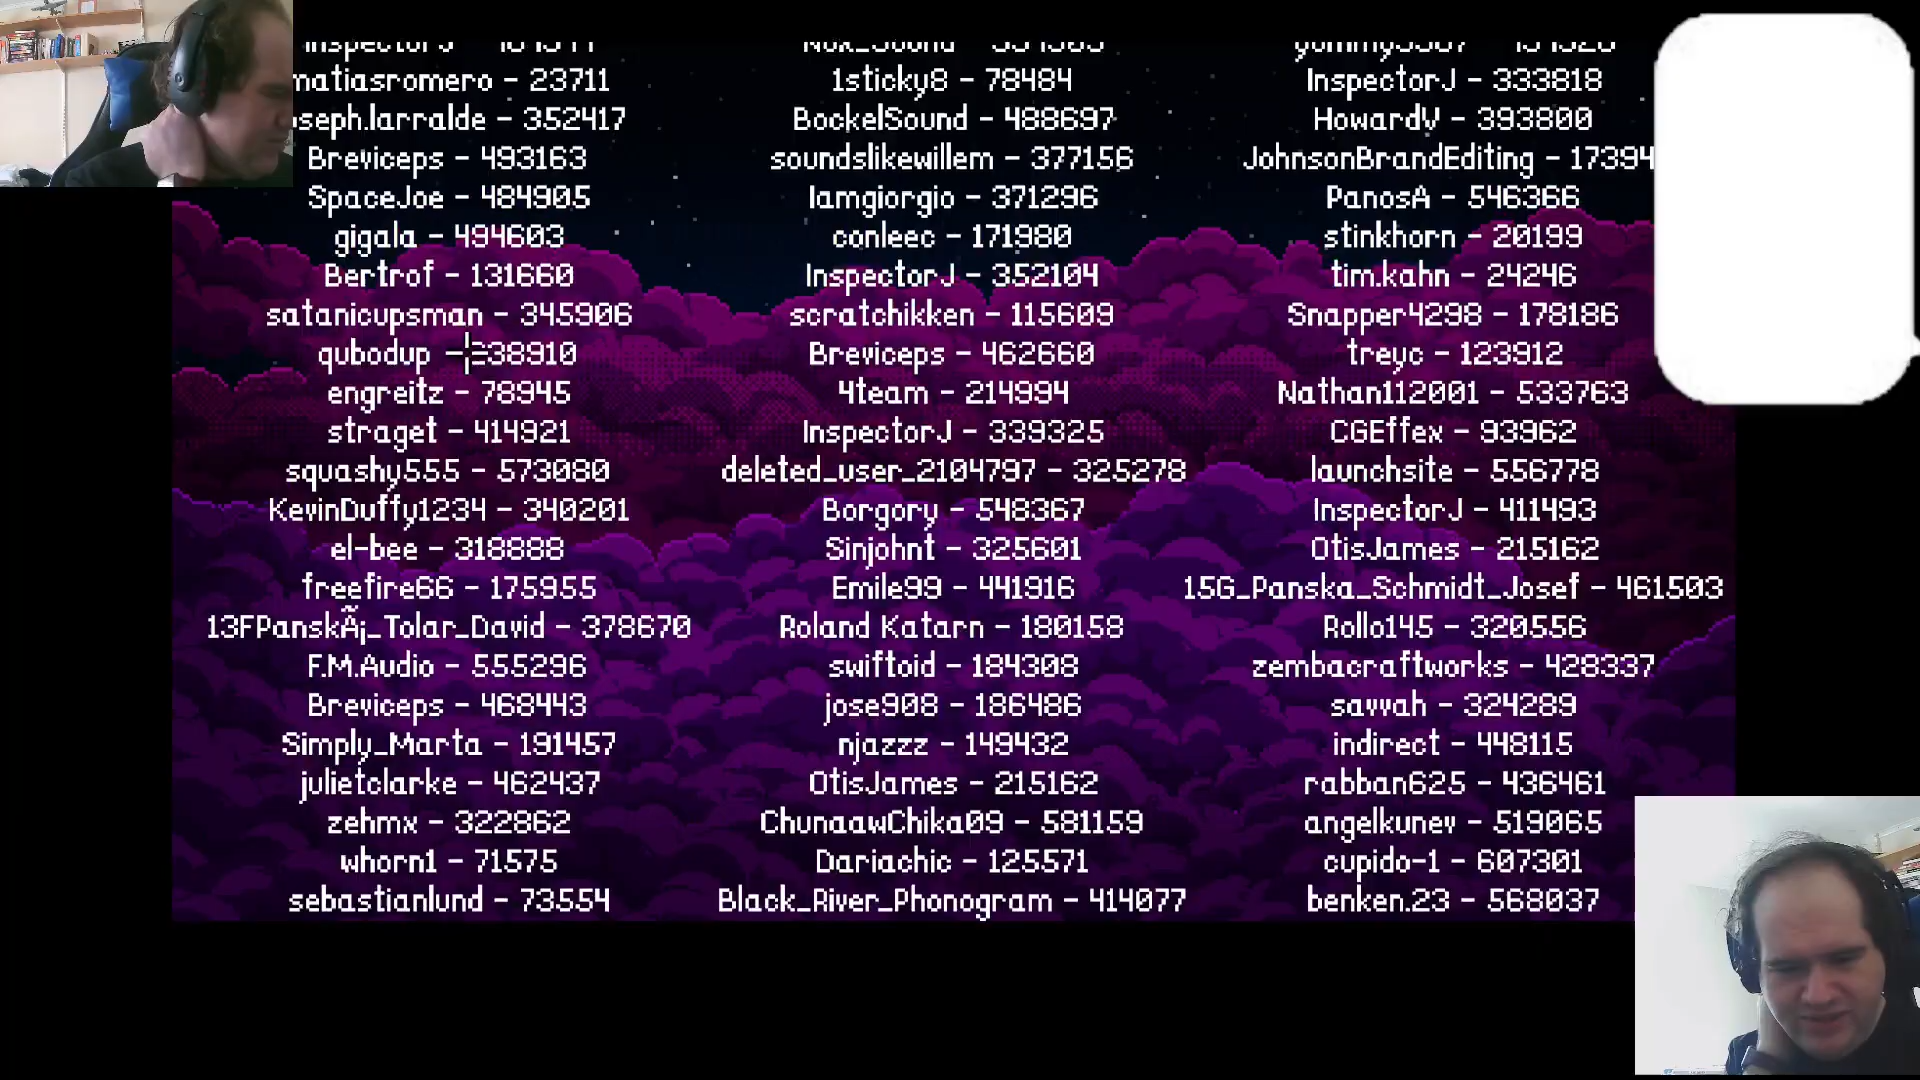 matiasromero - 23711
1sticky8 - 78484
InspectorJ - 333818
seph.larralde - 352417
BockelSound - 488697
HowardV - 393800
Breviceps - 493163
soundslikewillem - 377156
JohnsonBrandEditing - 17394
SpaceJoe - 484905
Iamgiorgio - 371296
PanosA - 546366
gigala - 494603
conleec - 171980
stinkhorn - 20199
Bertrof - 131660
InspectorJ - 352104
tim.kahn - 24246
satanicupsman - 345906
scratchikken - 115609
Snapper4298 - 178186
qubodup - 38910
Breviceps - 462660
treyc - 123912
engreitz - 78945
4team - 214994
Nathan112001 - 533763
straget - 414921
InspectorJ - 339325
CGEffex - 93962
squashy555 - 573080
deleted_user_2104797 - 325278
launchsite - 556778
KevinDuffy1234 - 340201
Borgory - 548367
InspectorJ - 411493
el-bee - 318888
Sinjohnt - 325601
OtisJames - 215162
freefire66 - 175955
Emile99 - 441916
15G_Panska_Schmidt_Josef - 461503
13FPanskÃ¡_Tolar_David - 378670
Roland Katarn - 180158
Rollo145 - 320556
F.M.Audio - 555296
swiftoid - 184308
zembacraftworks - 428337
Breviceps - 468443
jose908 - 186486
savvah - 324289
Simply_Marta - 191457
njazzz - 149432
indirect - 448115
julietclarke - 462437
OtisJames - 215162
rabban625 - 436461
zehmx - 322862
ChunaawChika09 - 581159
angelkunev - 519065
whorn1 - 71575
Dariachic - 125571
cupido-1 - 607301
sebastianlund - 73554
Black_River_Phonogram - 414077
benken.23 - 568037